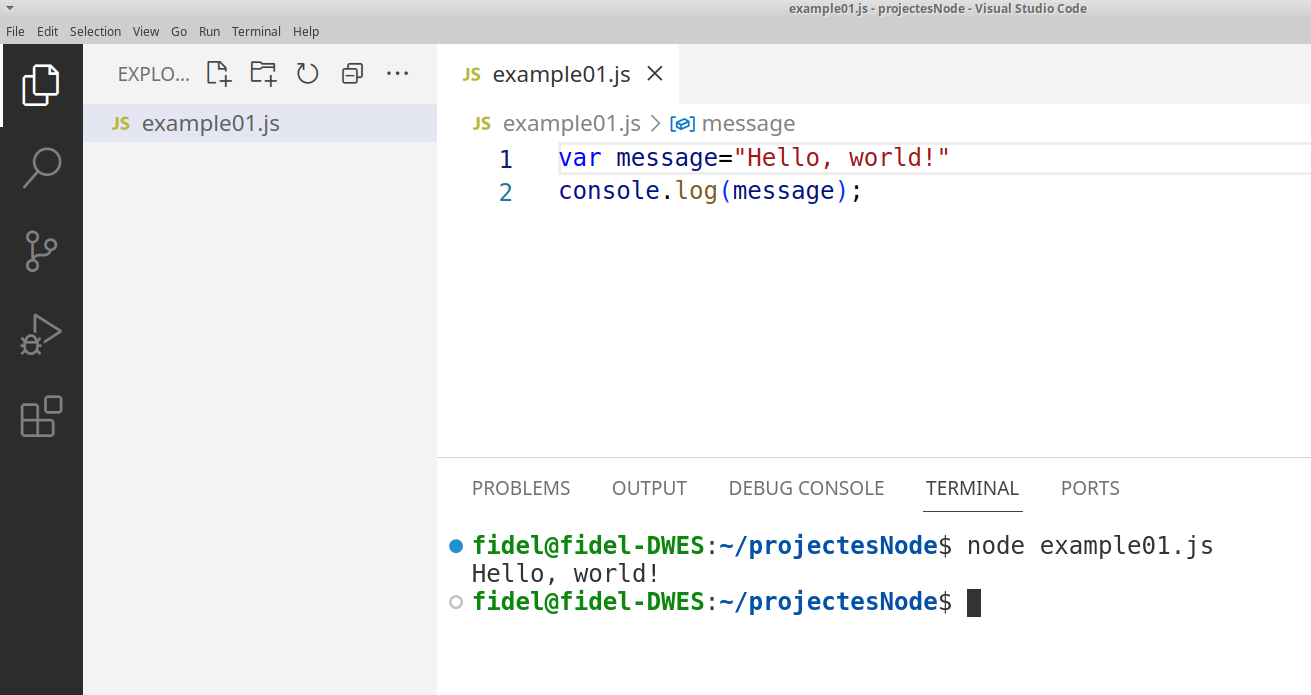 example01.js - projectesNode - Visual Studio Code
File Edit Selection View Go Run Terminal Help
EXPLO...
JS example01.js
JS example01.js
JS example01.js > message
1 var message="Hello, world!"
2 console.log(message);
PROBLEMS OUTPUT DEBUG CONSOLE TERMINAL PORTS
fidel@fidel-DWES:~/projectesNode$ node example01.js
Hello, world!
fidel@fidel-DWES:~/projectesNode$